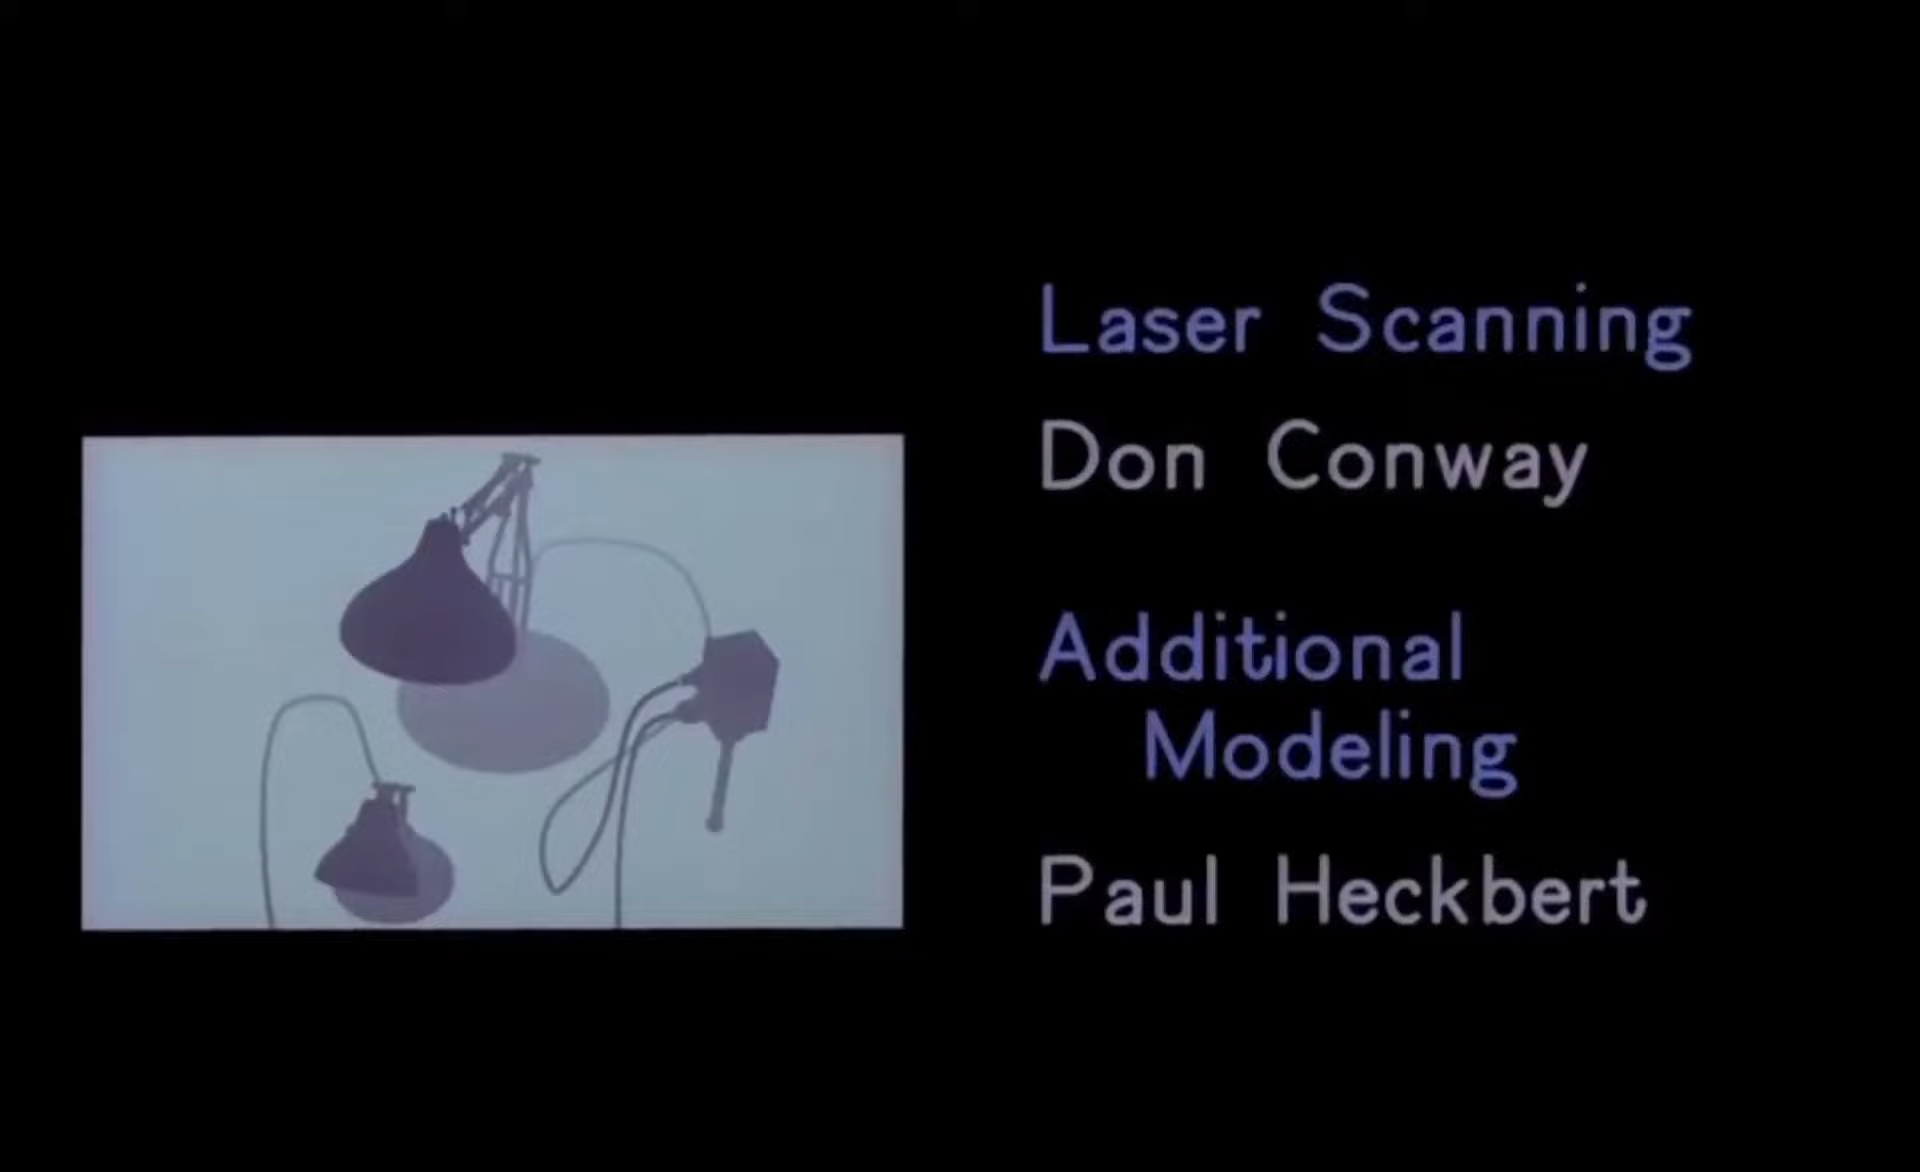 Laser Scanning
Don Conway
Additional
Modeling
Paul Heckbert